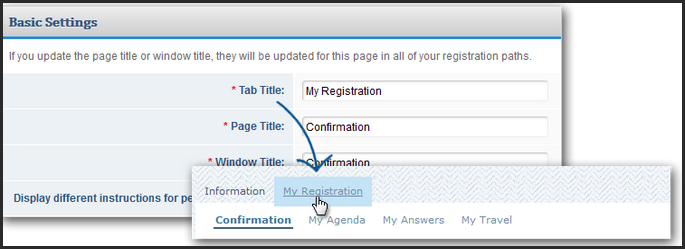 Basic Settings
If you update the page title or window title, they will be updated for this page in all of your registration paths.
* Tab Title: My Registration
* Page Title: Confirmation
* Window Title: Confirmation
Display different instructions for
Information My Registration
Confirmation My Agenda My Answers My Travel